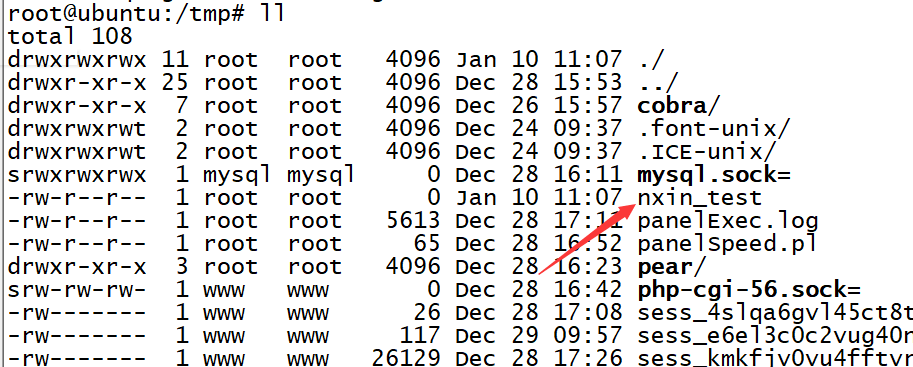 root@ubuntu:/tmp# ll
total 108
drwxrwxrwx 11 root root 4096 Jan 10 11:07 ./
drwxr-xr-x 25 root root 4096 Dec 28 15:53 ../
drwxr-xr-x 7 root root 4096 Dec 26 15:57 cobra/
drwxrwxrwt 2 root root 4096 Dec 24 09:37 .font-unix/
drwxrwxrwt 2 root root 4096 Dec 24 09:37 .ICE-unix/
srwxrwxrwx 1 mysql mysql 0 Dec 28 16:11 mysql.sock=
-rw-r--r-- 1 root root 0 Jan 10 11:07 nxin_test
-rw-r--r-- 1 root root 5613 Dec 28 17:11 panelExec.log
-rw-r--r-- 1 root root 65 Dec 28 16:52 panelSpeed.pl
drwxr-xr-x 3 root root 4096 Dec 28 16:23 pear/
srw-rw-rw- 1 www www 0 Dec 28 16:42 php-cgi-56.sock=
-rw------- 1 www www 26 Dec 28 17:08 sess_4slqa6gvl45ct8t
-rw------- 1 www www 117 Dec 29 09:57 sess_e6el3c0c2vug40r
-rw------- 1 www www 26129 Dec 28 17:26 sess_kmkfjv0vu4fftvr